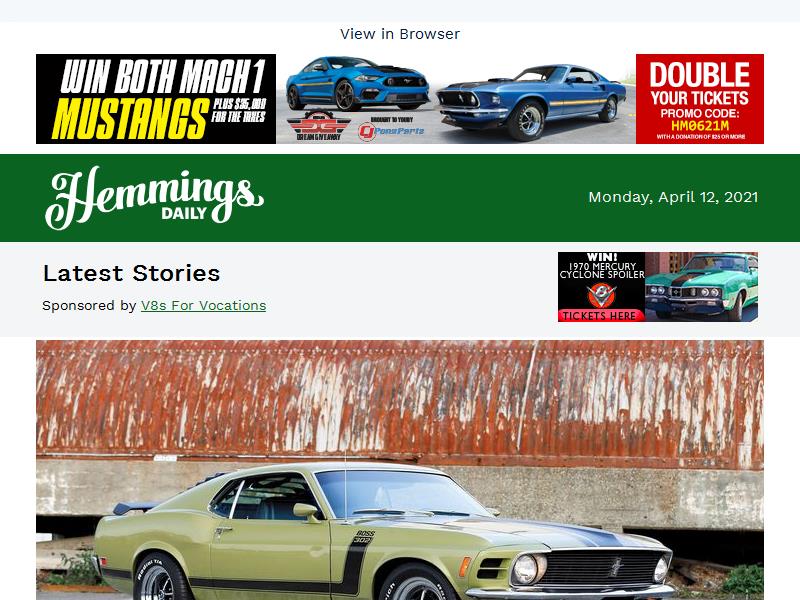 View in Browser
WIN BOTH MACH 1
MUSTANGS
PLUS $35,000
FOR THE TAXES
DREAM GIVEAWAY
BROUGHT TO YOU BY
CJ PonyParts
DOUBLE
YOUR TICKETS
PROMO CODE:
HM0621M
WITH A DONATION OF $25 OR MORE
Hemmings
DAILY
Monday, April 12, 2021
Latest Stories
Sponsored by V8s For Vocations
WIN!
1970 MERCURY
CYCLONE SPOILER
TICKETS HERE
BOSS
302
Radial T/A